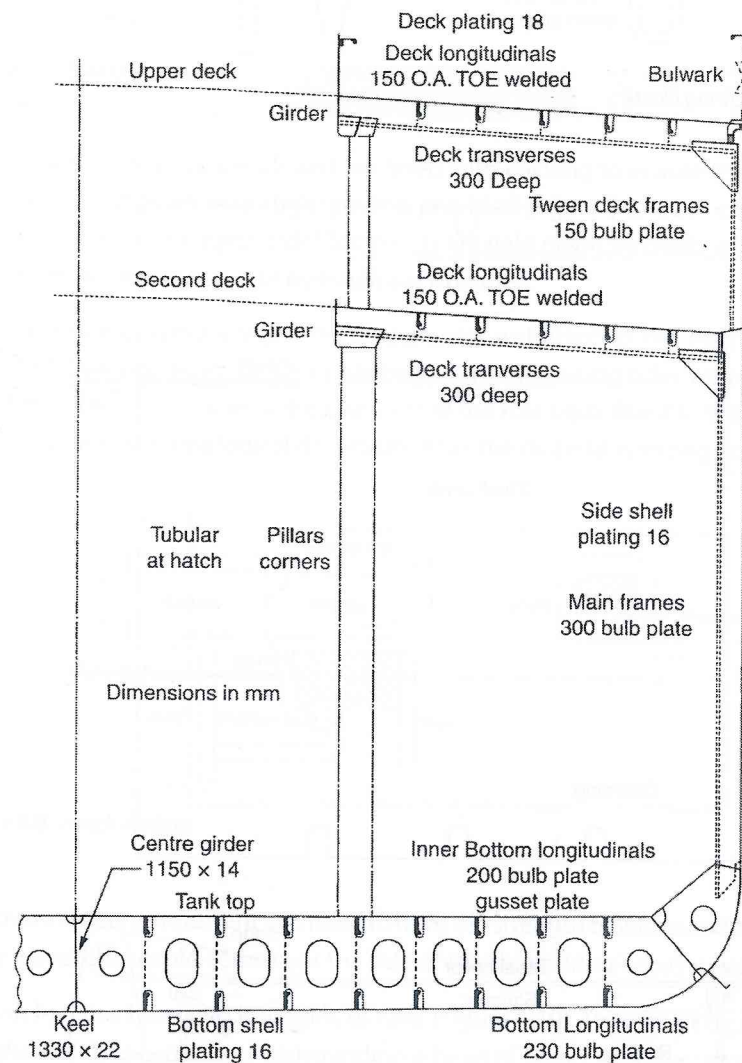 Deck plating 18
Deck longitudinals
150 O.A. TOE welded
Upper deck
Bulwark
Girder
Deck transverses
300 Deep
Tween deck frames
150 bulb plate
Second deck
Deck longitudinals
150 O.A. TOE welded
Girder
Deck tranverses
300 deep
Tubular Pillars
at hatch corners
Side shell
plating 16
Main frames
300 bulb plate
Dimensions in mm
Centre girder
1150 × 14
Tank top
Inner Bottom longitudinals
200 bulb plate
gusset plate
Keel
1330 × 22
Bottom shell
plating 16
Bottom Longitudinals
230 bulb plate